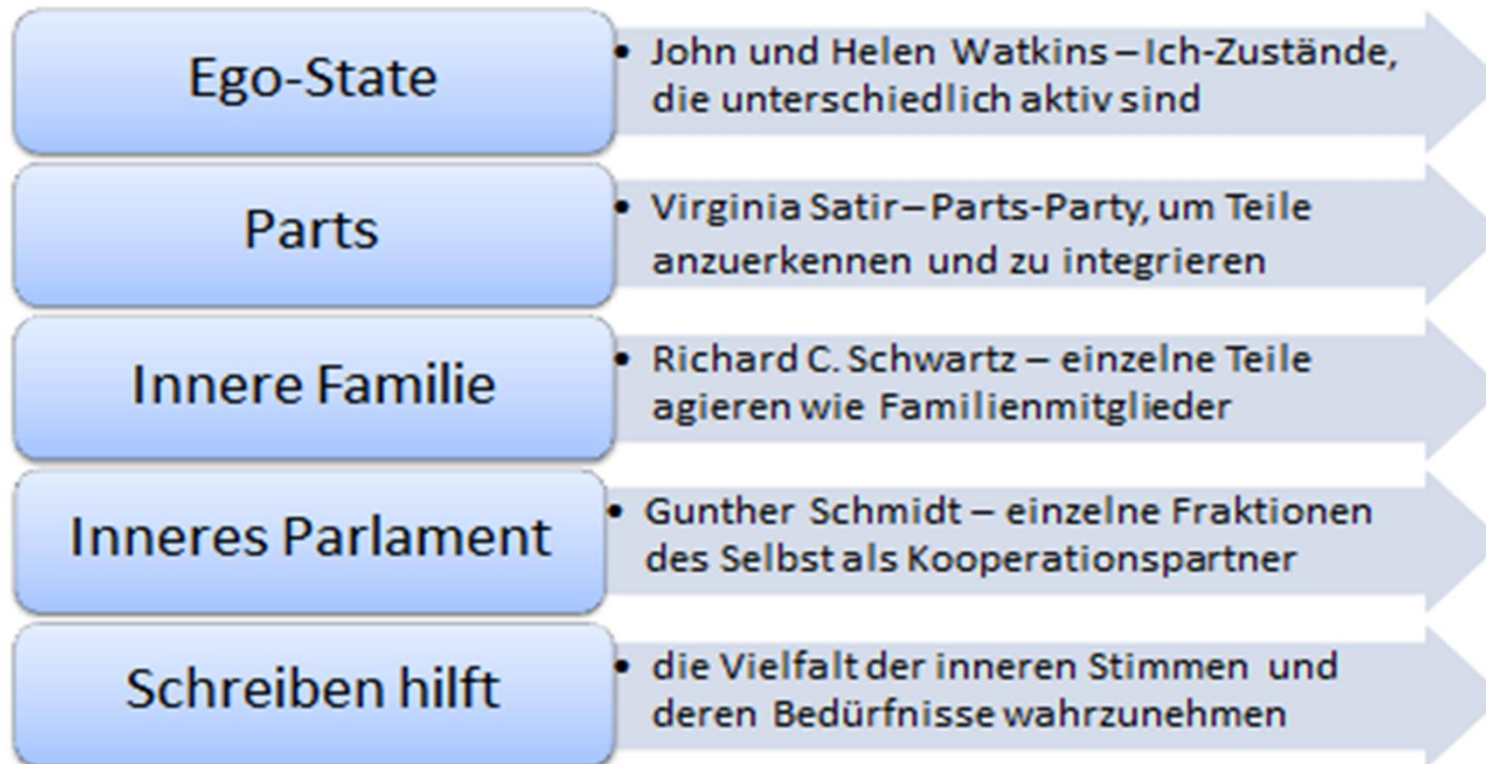 Ego-State
• John und Helen Watkins – Ich-Zustände,
die unterschiedlich aktiv sind
Parts
• Virginia Satir – Parts-Party, um Teile
anzuerkennen und zu integrieren
Innere Familie
• Richard C. Schwartz – einzelne Teile
agieren wie Familienmitglieder
Inneres Parlament
• Gunther Schmidt – einzelne Fraktionen
des Selbst als Kooperationspartner
Schreiben hilft
• die Vielfalt der inneren Stimmen und
deren Bedürfnisse wahrzunehmen